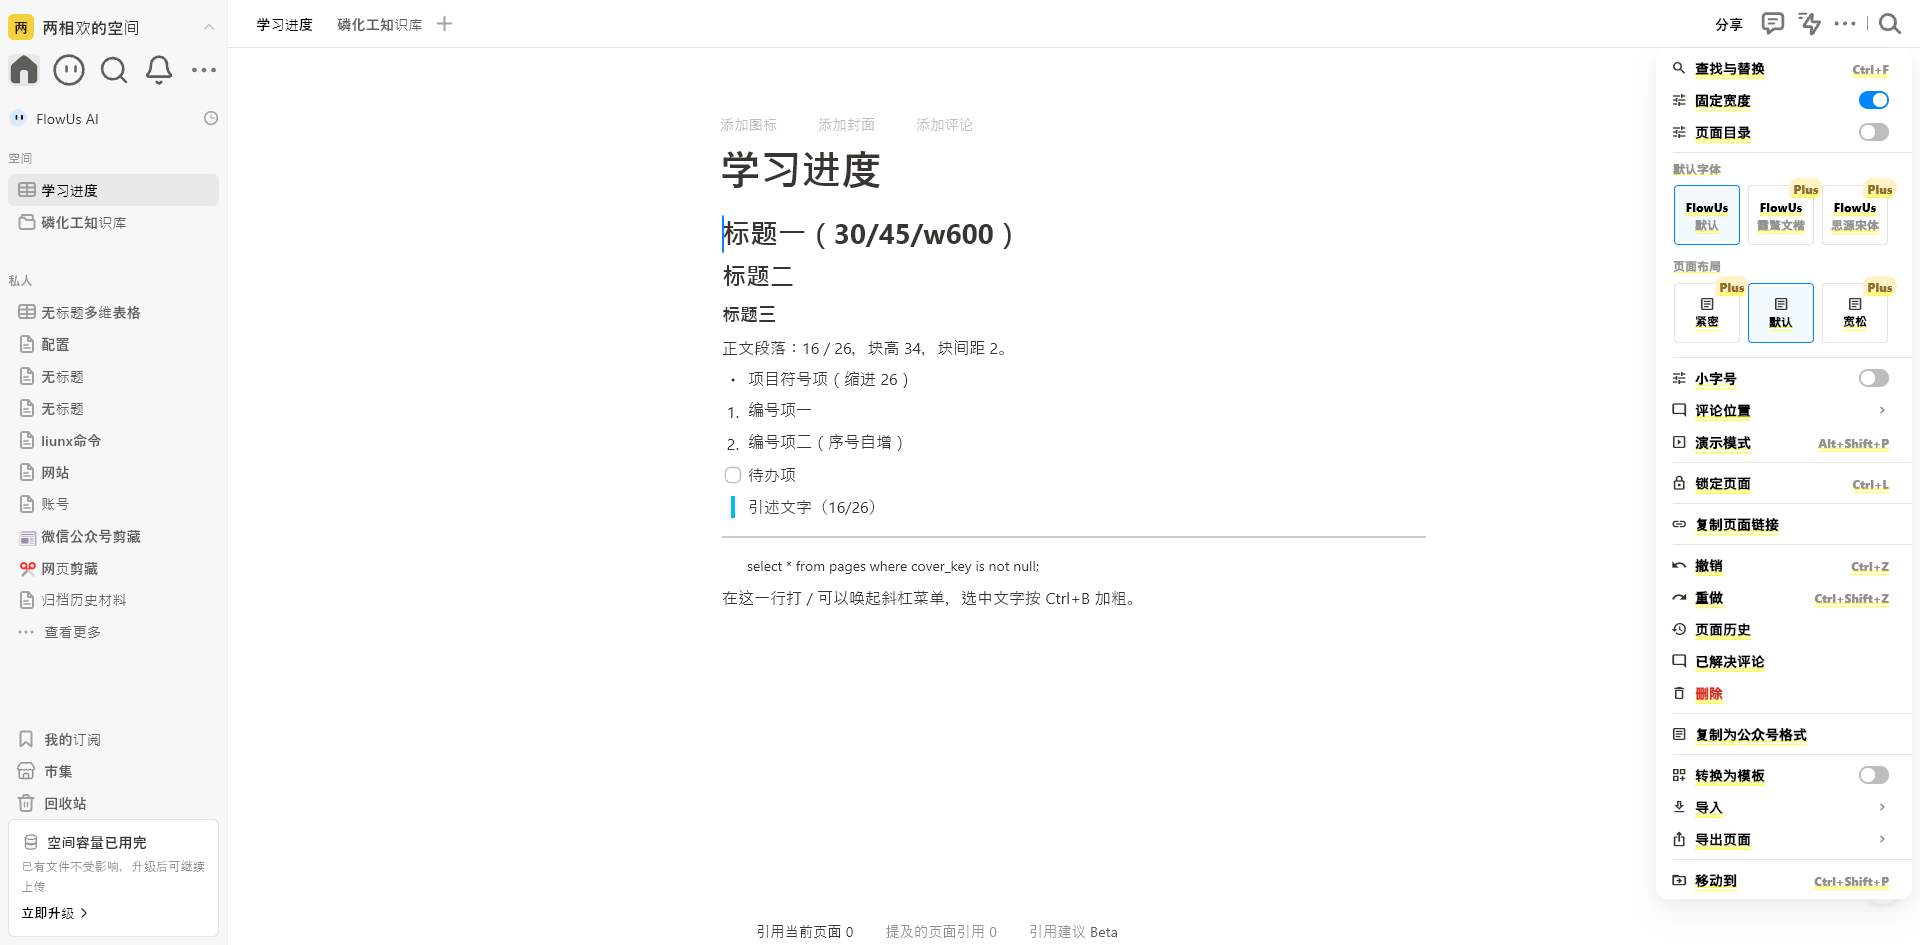 两 两相欢的空间
FlowUs AI
空间
学习进度
磷化工知识库
私人
无标题多维表格
配置
无标题
无标题
liunx命令
网站
账号
微信公众号剪藏
网页剪藏
归档历史材料
查看更多
我的订阅
市集
回收站
空间容量已用完
已有文件不受影响，升级后可继续
上传
立即升级
学习进度 磷化工知识库
分享
添加图标 添加封面 添加评论
学习进度
标题一（30/45/w600）
标题二
标题三
正文段落：16 / 26，块高 34，块间距 2。
• 项目符号项（缩进 26）
1. 编号项一
2. 编号项二（序号自增）
待办项
引述文字（16/26）
select * from pages where cover_key is not null;
在这一行打 / 可以唤起斜杠菜单，选中文字按 Ctrl+B 加粗。
引用当前页面 0 提及的页面引用 0 引用建议 Beta
查找与替换 Ctrl+F
固定宽度
页面目录
默认字体
Plus Plus
FlowUs FlowUs FlowUs
默认 霞鹜文楷 思源宋体
页面布局
Plus Plus
紧密 默认 宽松
小字号
评论位置
演示模式 Alt+Shift+P
锁定页面 Ctrl+L
复制页面链接
撤销 Ctrl+Z
重做 Ctrl+Shift+Z
页面历史
已解决评论
删除
复制为公众号格式
转换为模板
导入
导出页面
移动到 Ctrl+Shift+P